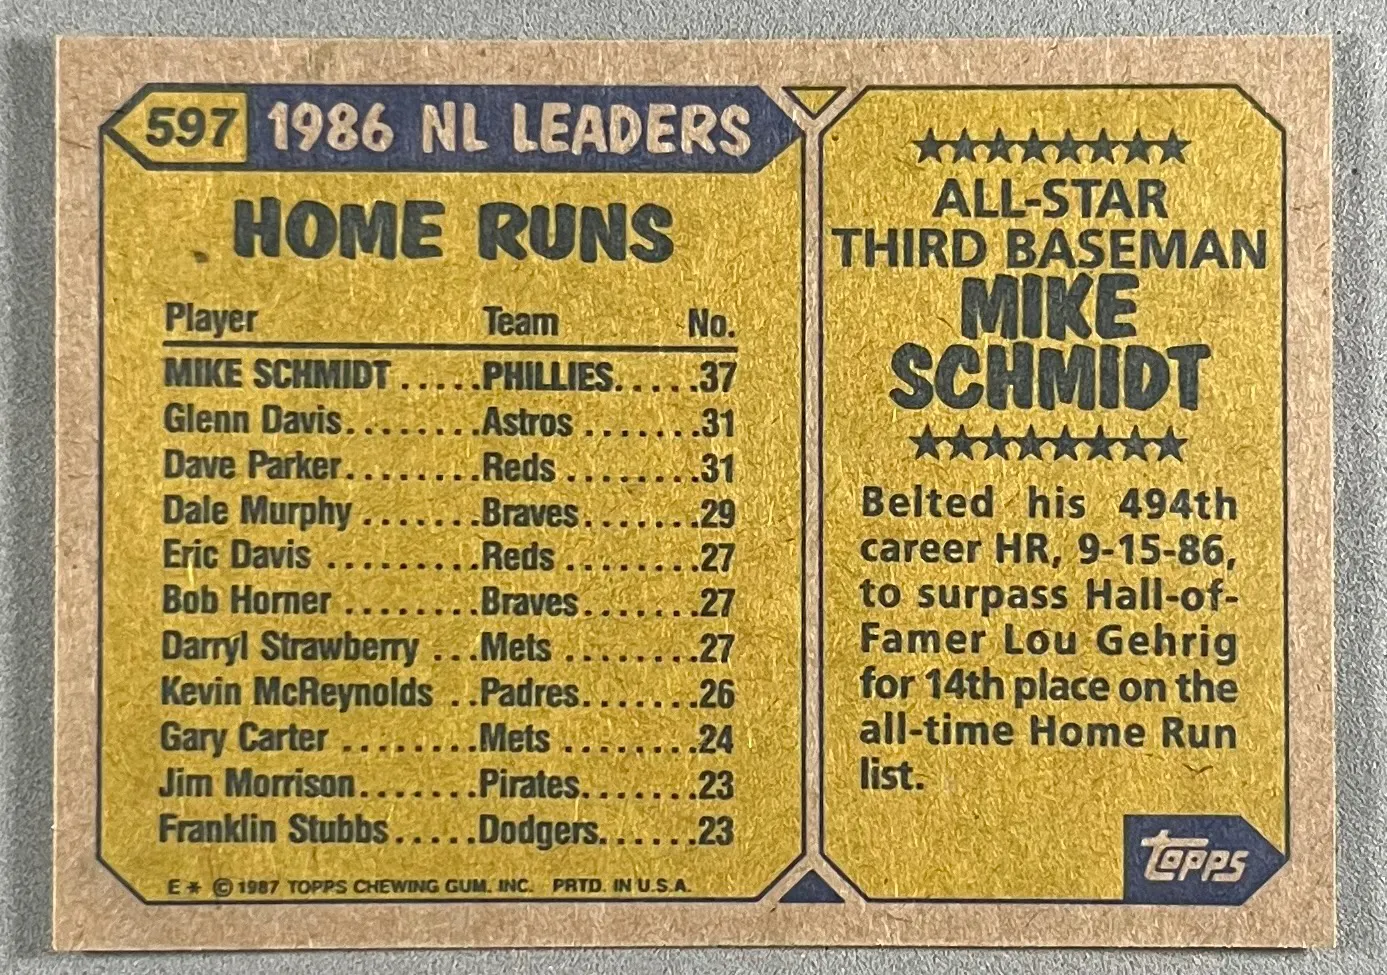 597 1986 NL LEADERS
HOME RUNS
Player Team No.
MIKE SCHMIDT.....PHILLIES.....37
Glenn Davis........Astros.......31
Dave Parker........Reds........31
Dale Murphy.......Braves.......29
Eric Davis.........Reds........27
Bob Horner........Braves.......27
Darryl Strawberry...Mets........27
Kevin McReynolds..Padres.......26
Gary Carter........Mets........24
Jim Morrison.......Pirates.......23
Franklin Stubbs.....Dodgers......23
E* © 1987 TOPPS CHEWING GUM, INC. PRTD. IN U.S.A.
ALL-STAR
THIRD BASEMAN
MIKE
SCHMIDT
Belted his 494th
career HR, 9-15-86,
to surpass Hall-of-
Famer Lou Gehrig
for 14th place on the
all-time Home Run
list.
topps